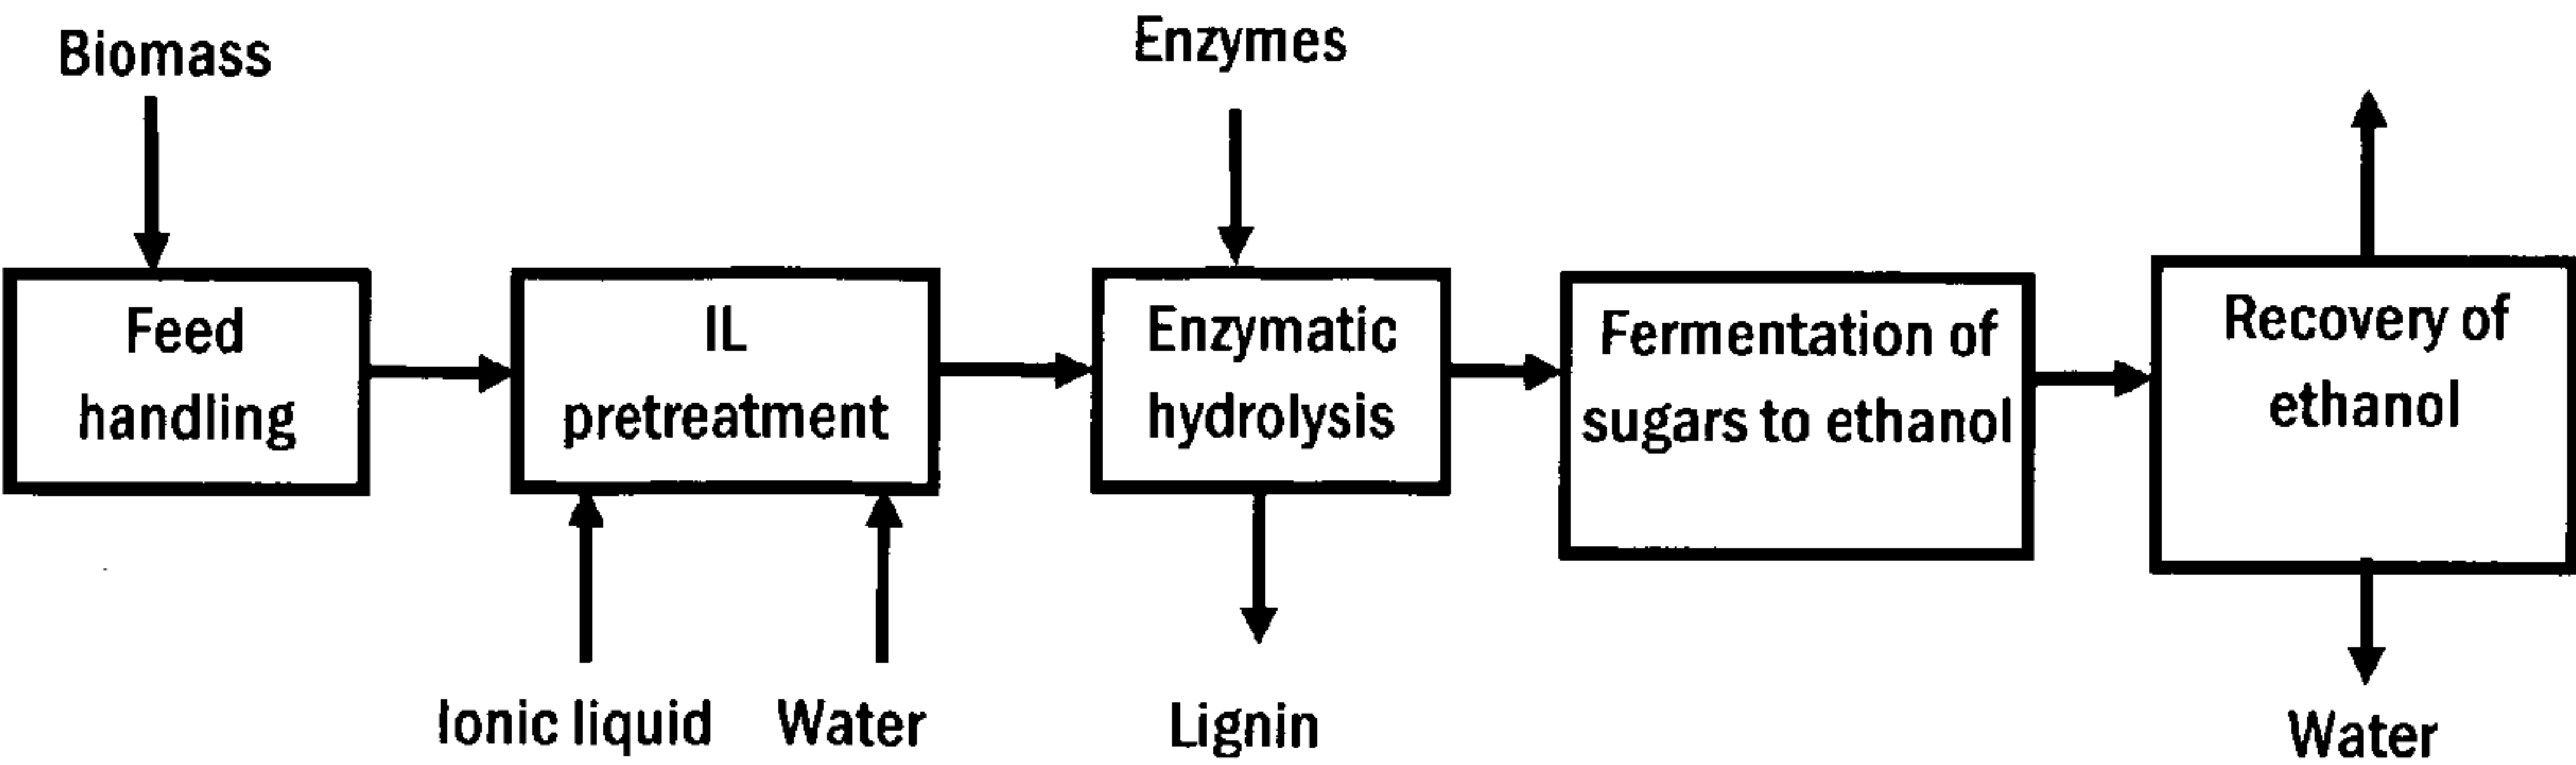 Biomass
Enzymes
Feed
handling
IL
pretreatment
Enzymatic
hydrolysis
Fermentation of
sugars to ethanol
Recovery of
ethanol
Ionic liquid
Water
Lignin
Water